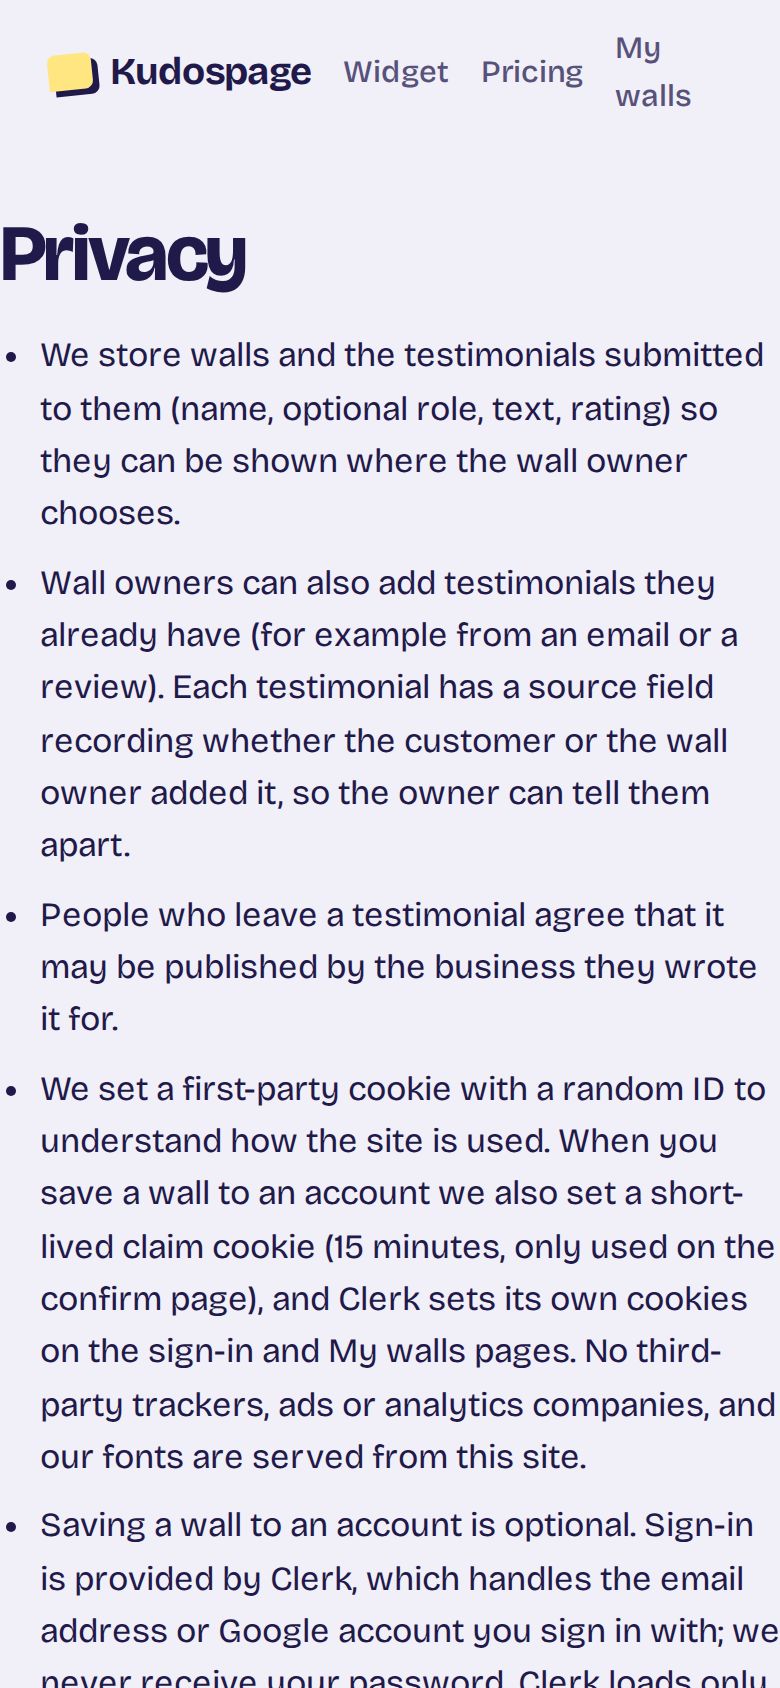 Kudospage Widget Pricing My walls
Privacy
• We store walls and the testimonials submitted
to them (name, optional role, text, rating) so
they can be shown where the wall owner
chooses.
• Wall owners can also add testimonials they
already have (for example from an email or a
review). Each testimonial has a source field
recording whether the customer or the wall
owner added it, so the owner can tell them
apart.
• People who leave a testimonial agree that it
may be published by the business they wrote
it for.
• We set a first-party cookie with a random ID to
understand how the site is used. When you
save a wall to an account we also set a short-
lived claim cookie (15 minutes, only used on the
confirm page), and Clerk sets its own cookies
on the sign-in and My walls pages. No third-
party trackers, ads or analytics companies, and
our fonts are served from this site.
• Saving a wall to an account is optional. Sign-in
is provided by Clerk, which handles the email
address or Google account you sign in with; we
never receive your password. Clerk loads only